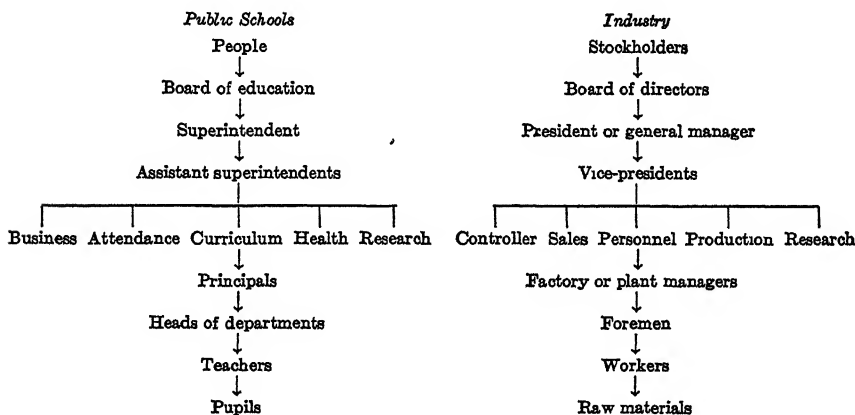 Public Schools
People
Board of education
Superintendent
Assistant superintendents
Business Attendance Curriculum Health Research
Principals
Heads of departments
Teachers
Pupils
Industry
Stockholders
Board of directors
President or general manager
Vice-presidents
Controller Sales Personnel Production Research
Factory or plant managers
Foremen
Workers
Raw materials